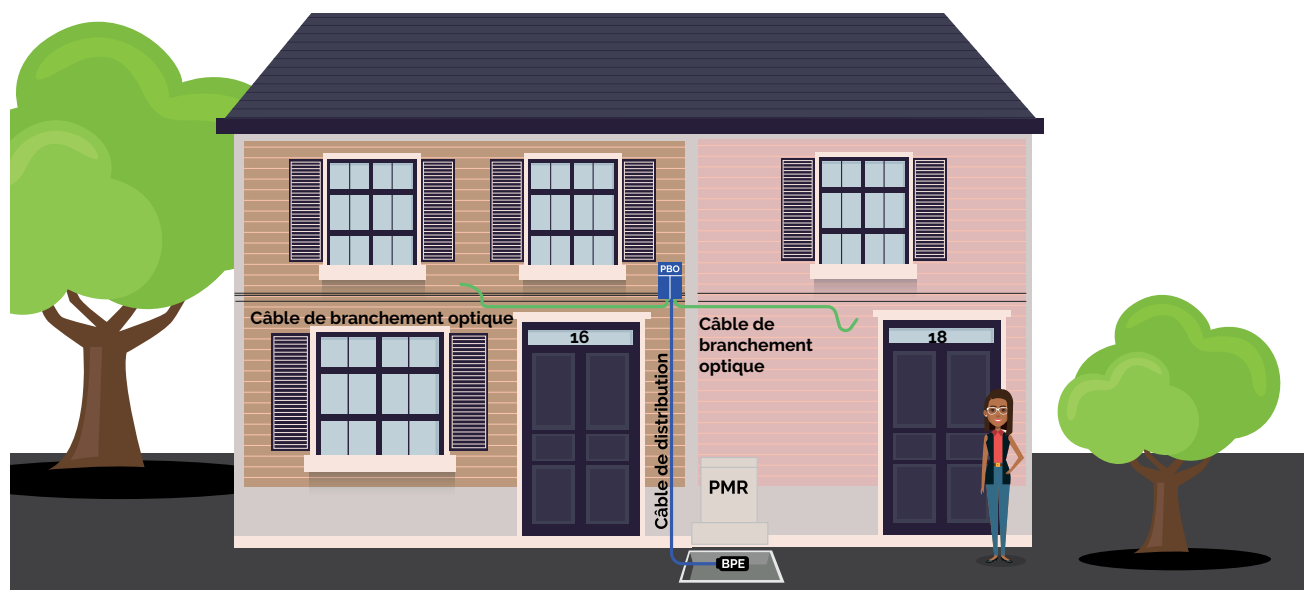 PBO
Câble de branchement optique
16
Câble de
branchement
optique
18
Câble de distribution
PMR
BPE